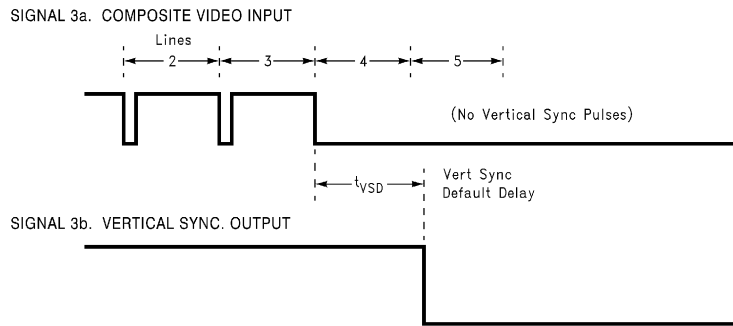 SIGNAL 3a. COMPOSITE VIDEO INPUT
Lines
2 3 4 5
(No Vertical Sync Pulses)
tVSD
Vert Sync
Default Delay
SIGNAL 3b. VERTICAL SYNC. OUTPUT